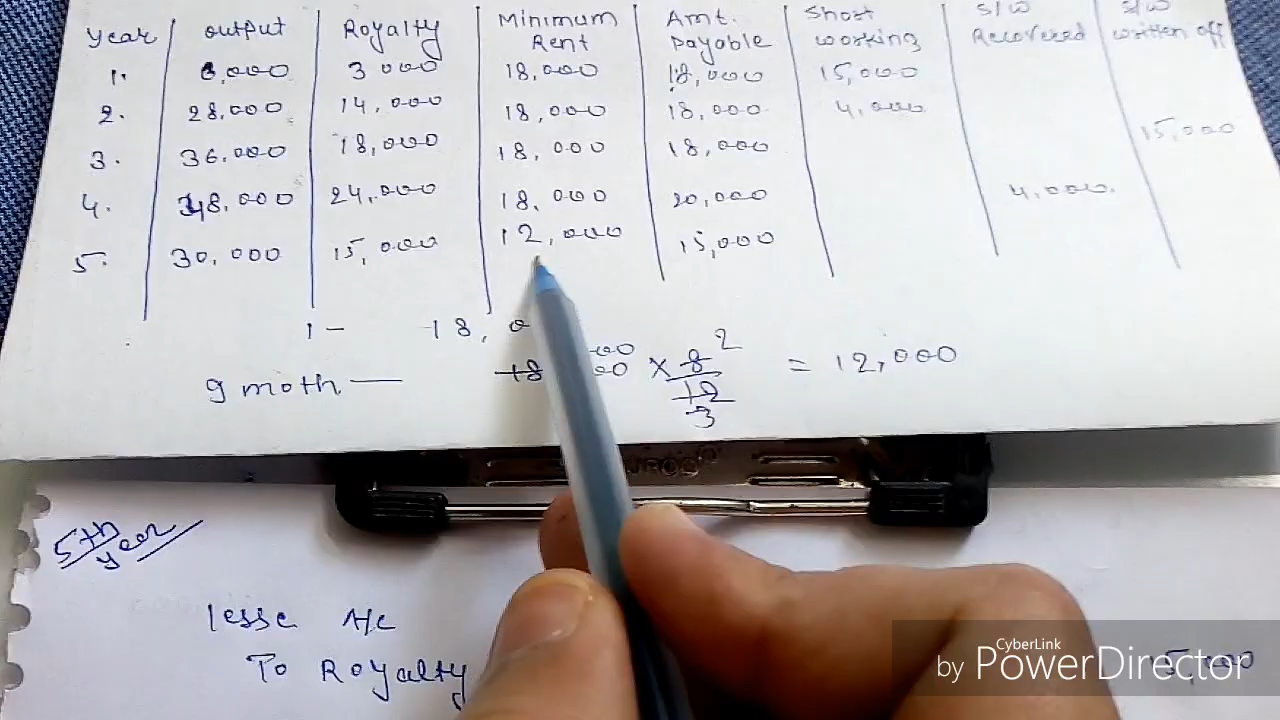 Year output Royalty Minimum Rent Amt. Payable Short working S/W Recovered S/W written off
1. 6,000 3000 18,000 18,000 15,000
2. 28,000 14,000 18,000 18,000 4,000
3. 36.000 18,000 18,000 18,000 15,000
4. 48,000 24,000 18,000 20,000 4,000.
5. 30,000 15,000 12,000 15,000
1- 18,
9 moth — × 8/12 2/3 = 12,000
5th year
lesse A/c
To Royalty 15,000
by CyberLink PowerDirector